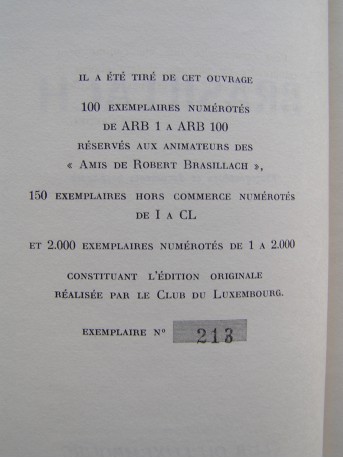 IL A ÉTÉ TIRÉ DE CET OUVRAGE
100 EXEMPLAIRES NUMÉROTÉS
DE ARB 1 A ARB 100
RÉSERVÉS AUX ANIMATEURS DES
« AMIS DE ROBERT BRASILLACH »,
150 EXEMPLAIRES HORS COMMERCE NUMÉROTÉS
DE I A CL
ET 2.000 EXEMPLAIRES NUMÉROTÉS DE 1 A 2.000
CONSTITUANT L'ÉDITION ORIGINALE
RÉALISÉE PAR LE CLUB DU LUXEMBOURG.
EXEMPLAIRE Nº 213